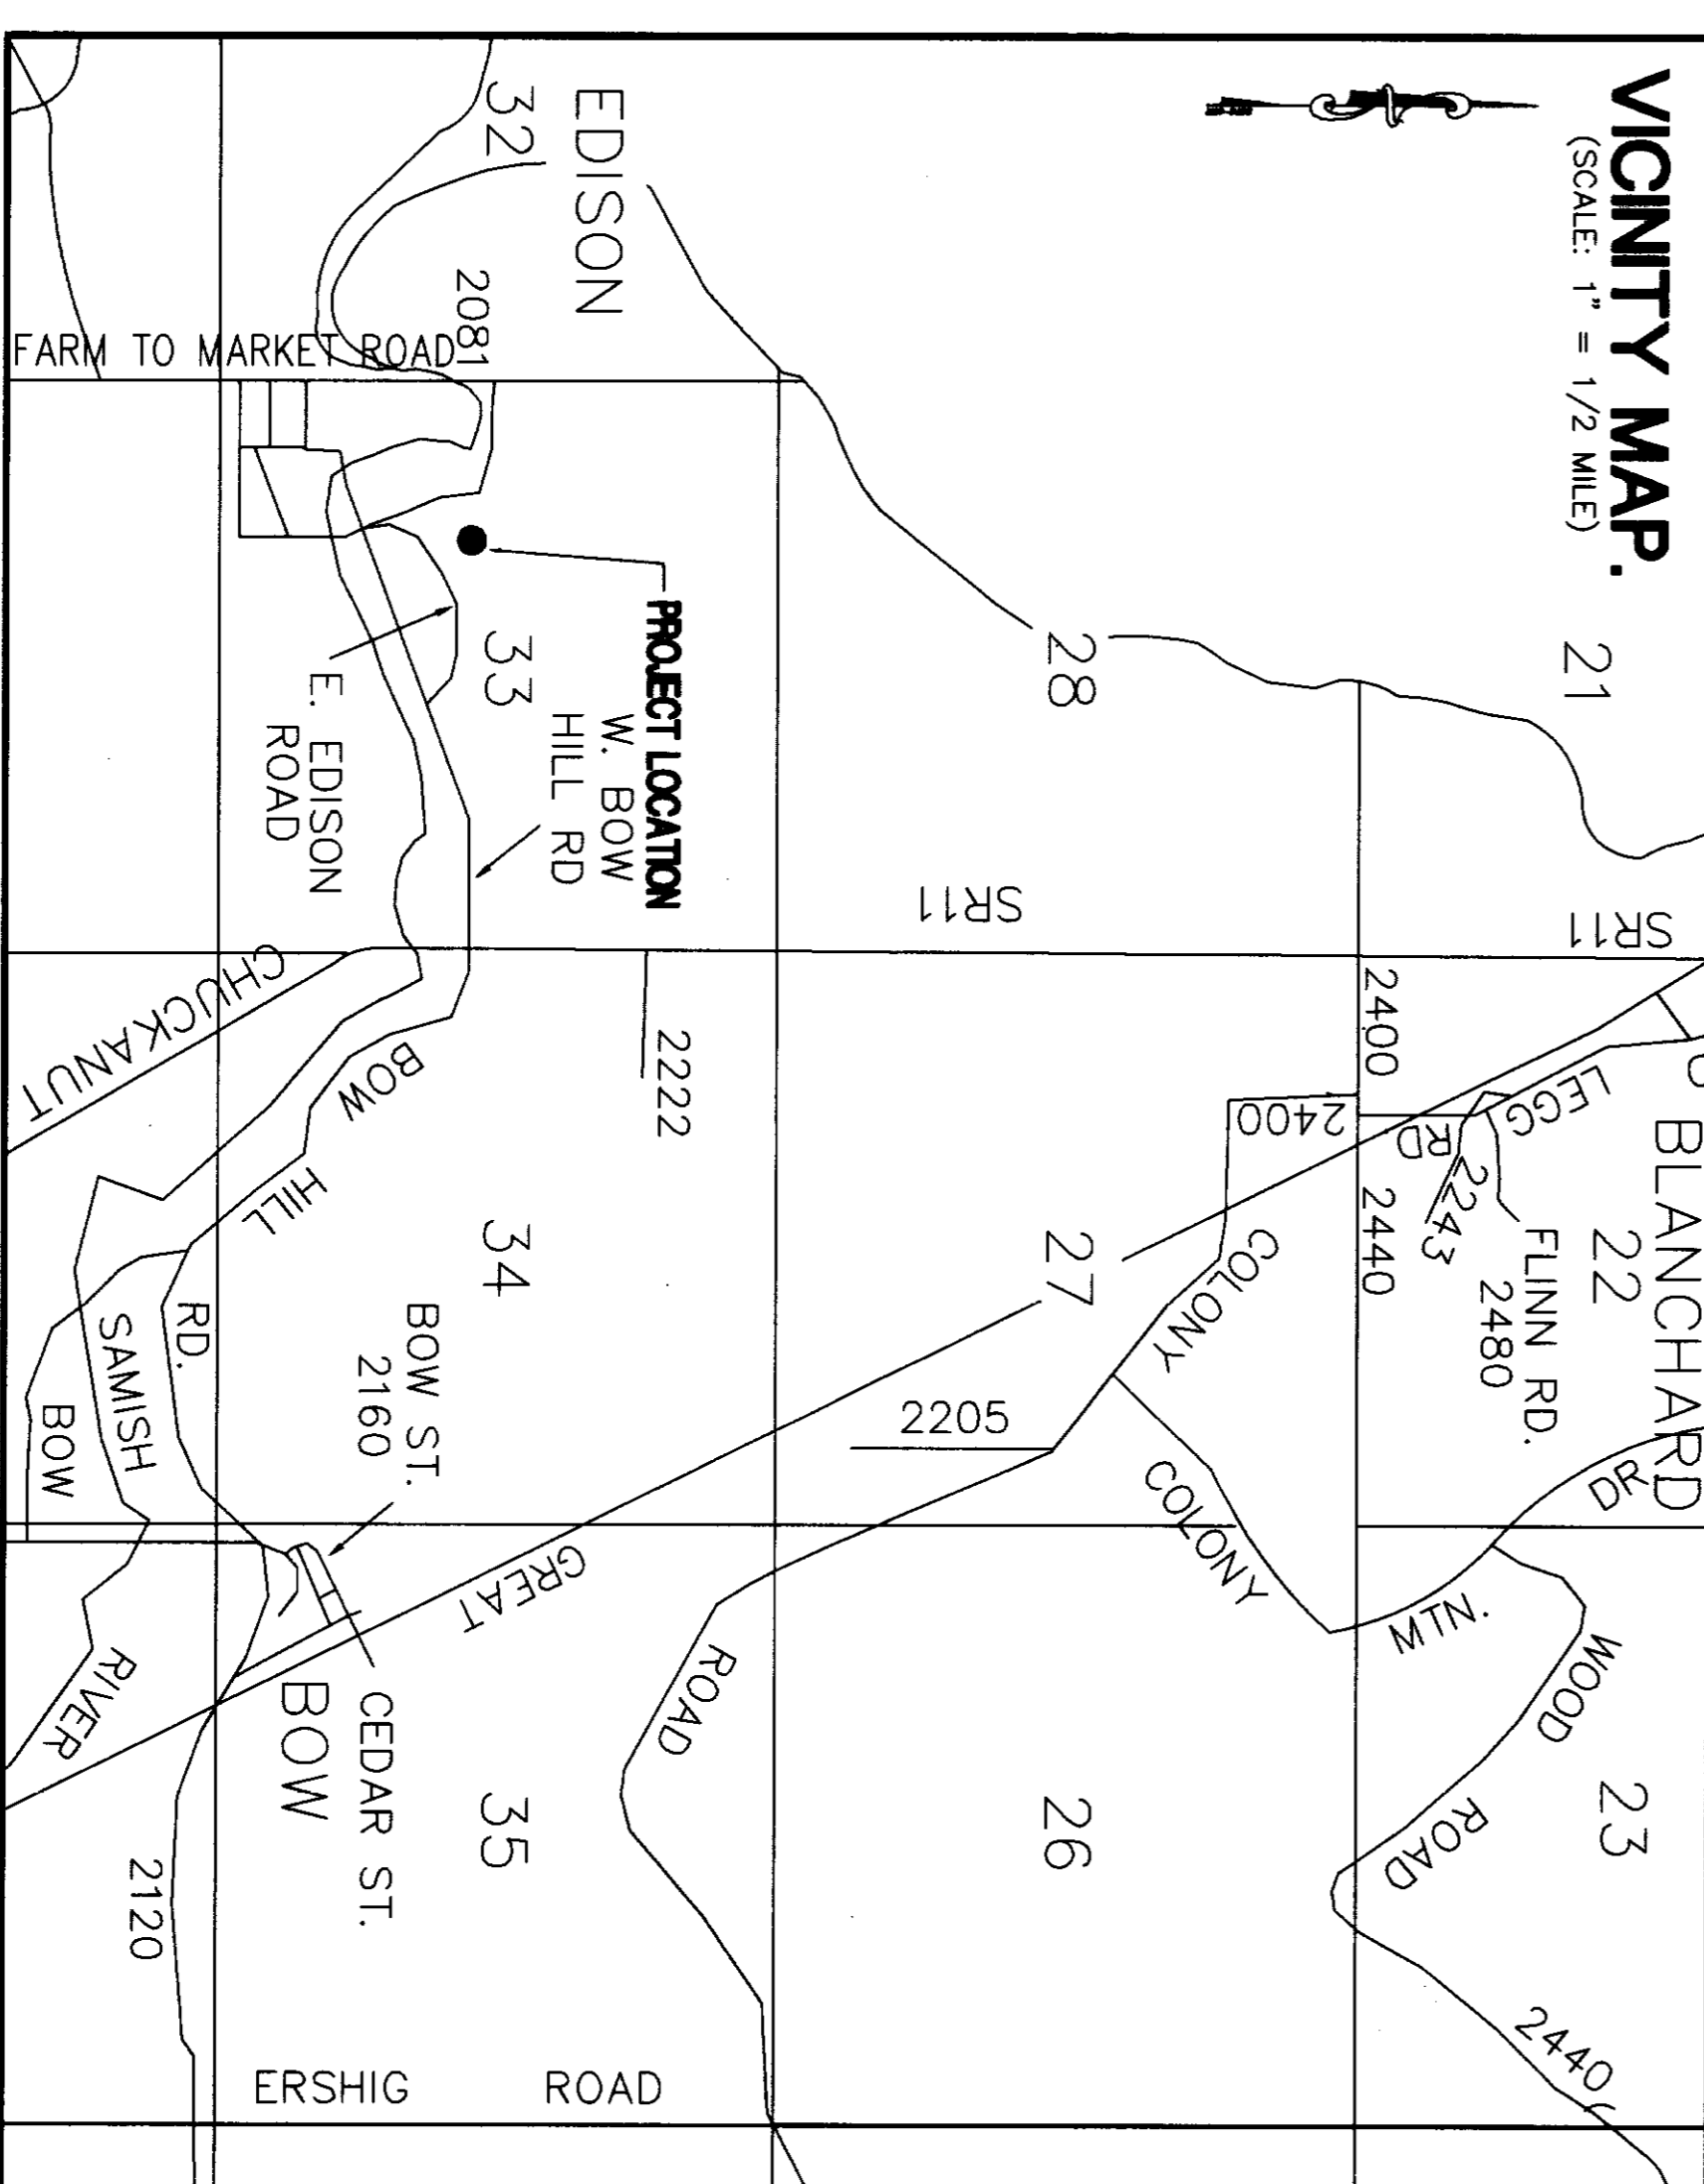 VICINITY MAP.
(SCALE: 1" = 1/2 MILE)
21
BLANCHARD
22
23
SR11
LEGG
RD
2243
FLINN RD.
2480
DR
MTN.
WOOD
ROAD
2440
2400
2440
2400
28
27
26
SR11
COLONY
COLONY
2205
EDISON
32
2081
FARM TO MARKET ROAD
PROJECT LOCATION
W. BOW
HILL RD
33
E. EDISON
ROAD
2222
34
35
CHUCKANUT
BOW
HILL
RD.
BOW ST.
2160
GREAT
ROAD
CEDAR ST.
BOW
SAMISH
RIVER
BOW
2120
ERSHIG ROAD